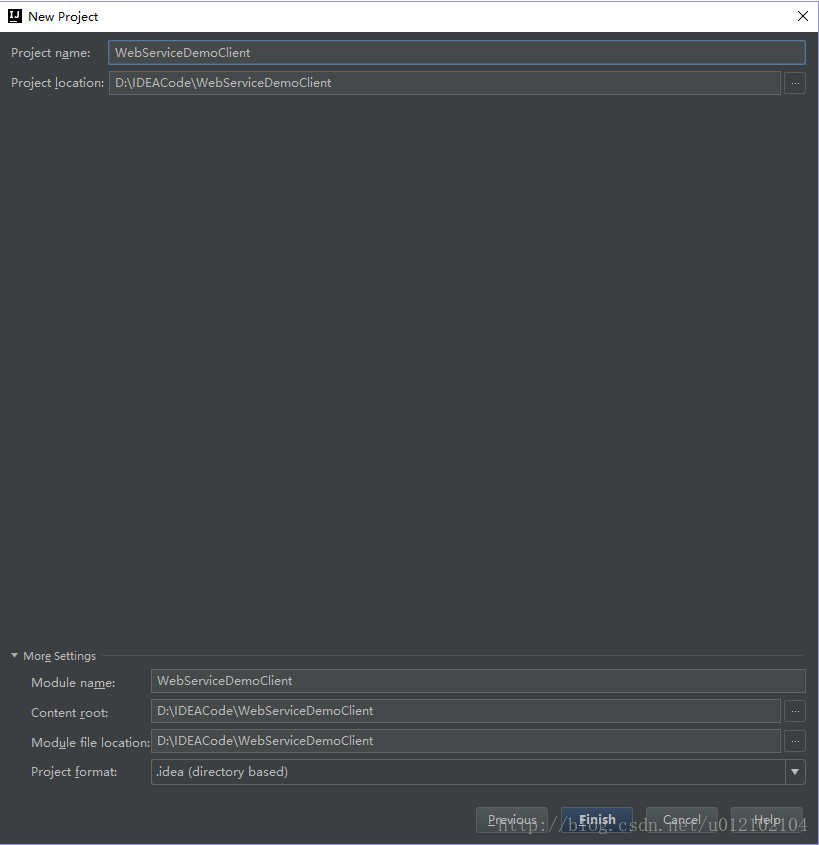 New Project
Project name: WebServiceDemoClient
Project location: D:\IDEACode\WebServiceDemoClient ...
More Settings
Module name: WebServiceDemoClient
Content root: D:\IDEACode\WebServiceDemoClient ...
Module file location: D:\IDEACode\WebServiceDemoClient ...
Project format: .idea (directory based)
Previous Finish Cancel Help
http://blog.csdn.net/u012102104